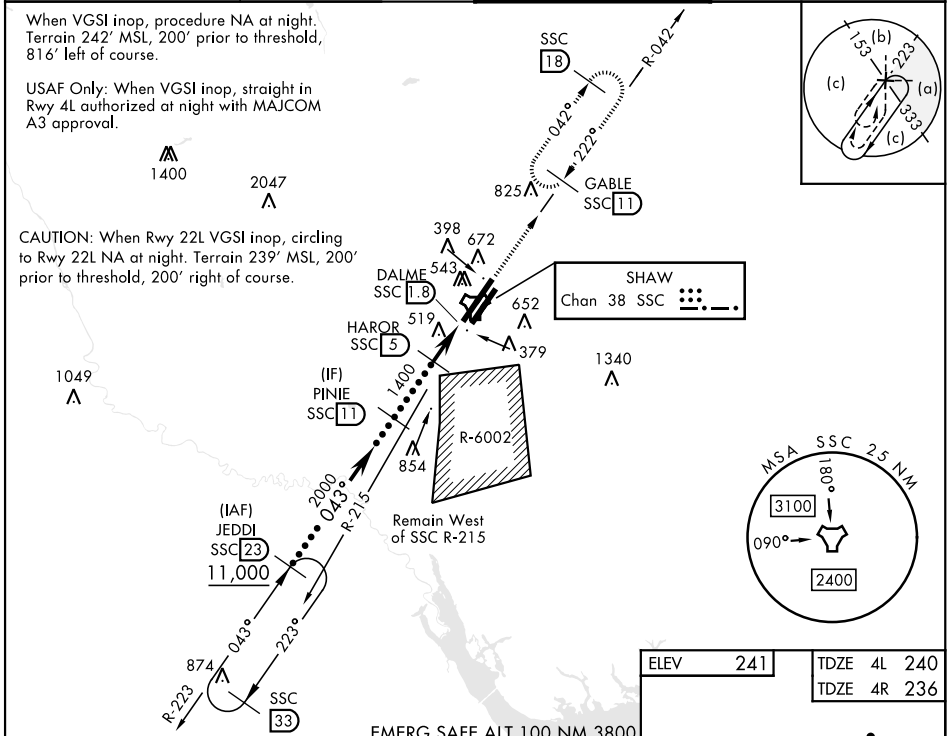 When VGSI inop, procedure NA at night.
Terrain 242' MSL, 200' prior to threshold,
816' left of course.
USAF Only: When VGSI inop, straight in
Rwy 4L authorized at night with MAJCOM
A3 approval.
1400
2047
CAUTION: When Rwy 22L VGSI inop, circling
to Rwy 22L NA at night. Terrain 239' MSL, 200'
prior to threshold, 200' right of course.
1049
SSC
18
R-042
042°
222°
825
GABLE
SSC 11
398
672
543
DALME
SSC 1.8
SHAW
Chan 38 SSC
519
652
HAROR
SSC 5
379
1340
1400
(IF)
PINIE
SSC 11
R-6002
854
2000
043°
R-215
Remain West
of SSC R-215
(IAF)
JEDDI
SSC 23
11,000
043°
223°
874
R-223
SSC
33
153
(b)
223
(c)
(a)
333
(c)
MSA SSC 25 NM
180°
3100
090°
2400
ELEV 241
TDZE 4L 240
TDZE 4R 236
EMERG SAFE ALT 100 NM 3800